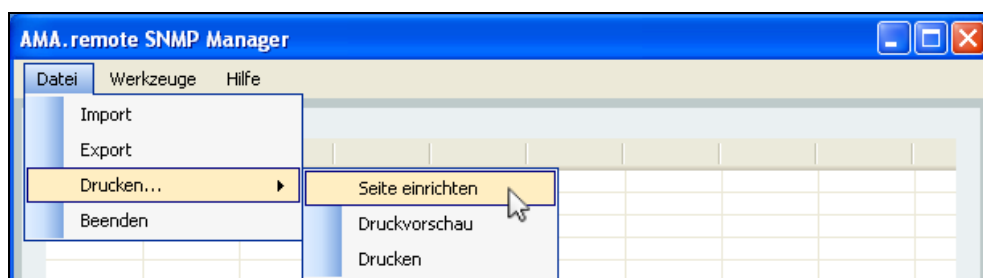 AMA.remote SNMP Manager
Datei Werkzeuge Hilfe
Import
Export
Drucken...
Seite einrichten
Beenden
Druckvorschau
Drucken